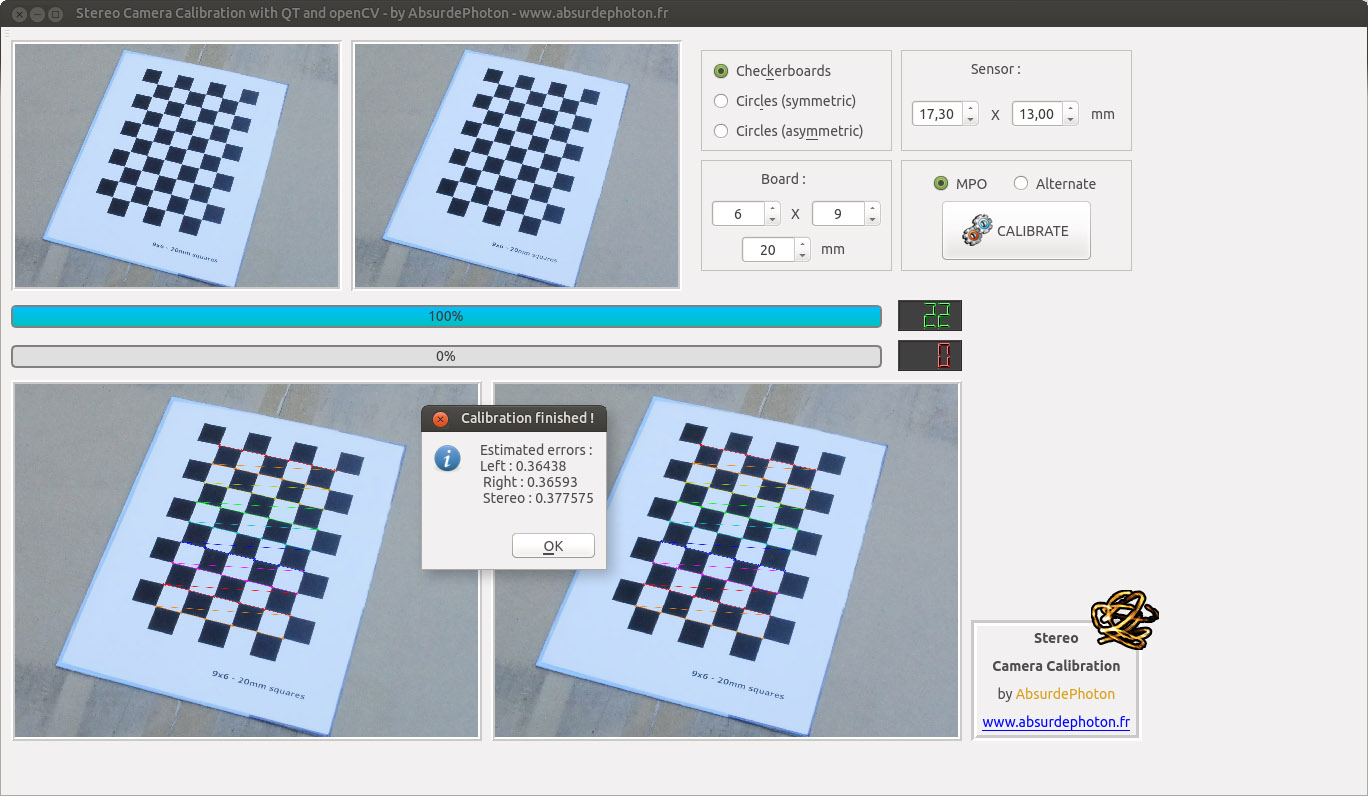 Stereo Camera Calibration with QT and openCV - by AbsurdePhoton - www.absurdephoton.fr
9x6 - 20mm squares
9x6 - 20mm squares
Checkerboards
Circles (symmetric)
Circles (asymmetric)
Sensor :
17,30 X 13,00 mm
Board :
6 X 9
20 mm
MPO Alternate
CALIBRATE
100%
22
0%
0
Calibration finished !
Estimated errors :
Left : 0.36438
Right : 0.36593
Stereo : 0.377575
OK
9x6 - 20mm squares
9x6 - 20mm squares
Stereo
Camera Calibration
by AbsurdePhoton
www.absurdephoton.fr